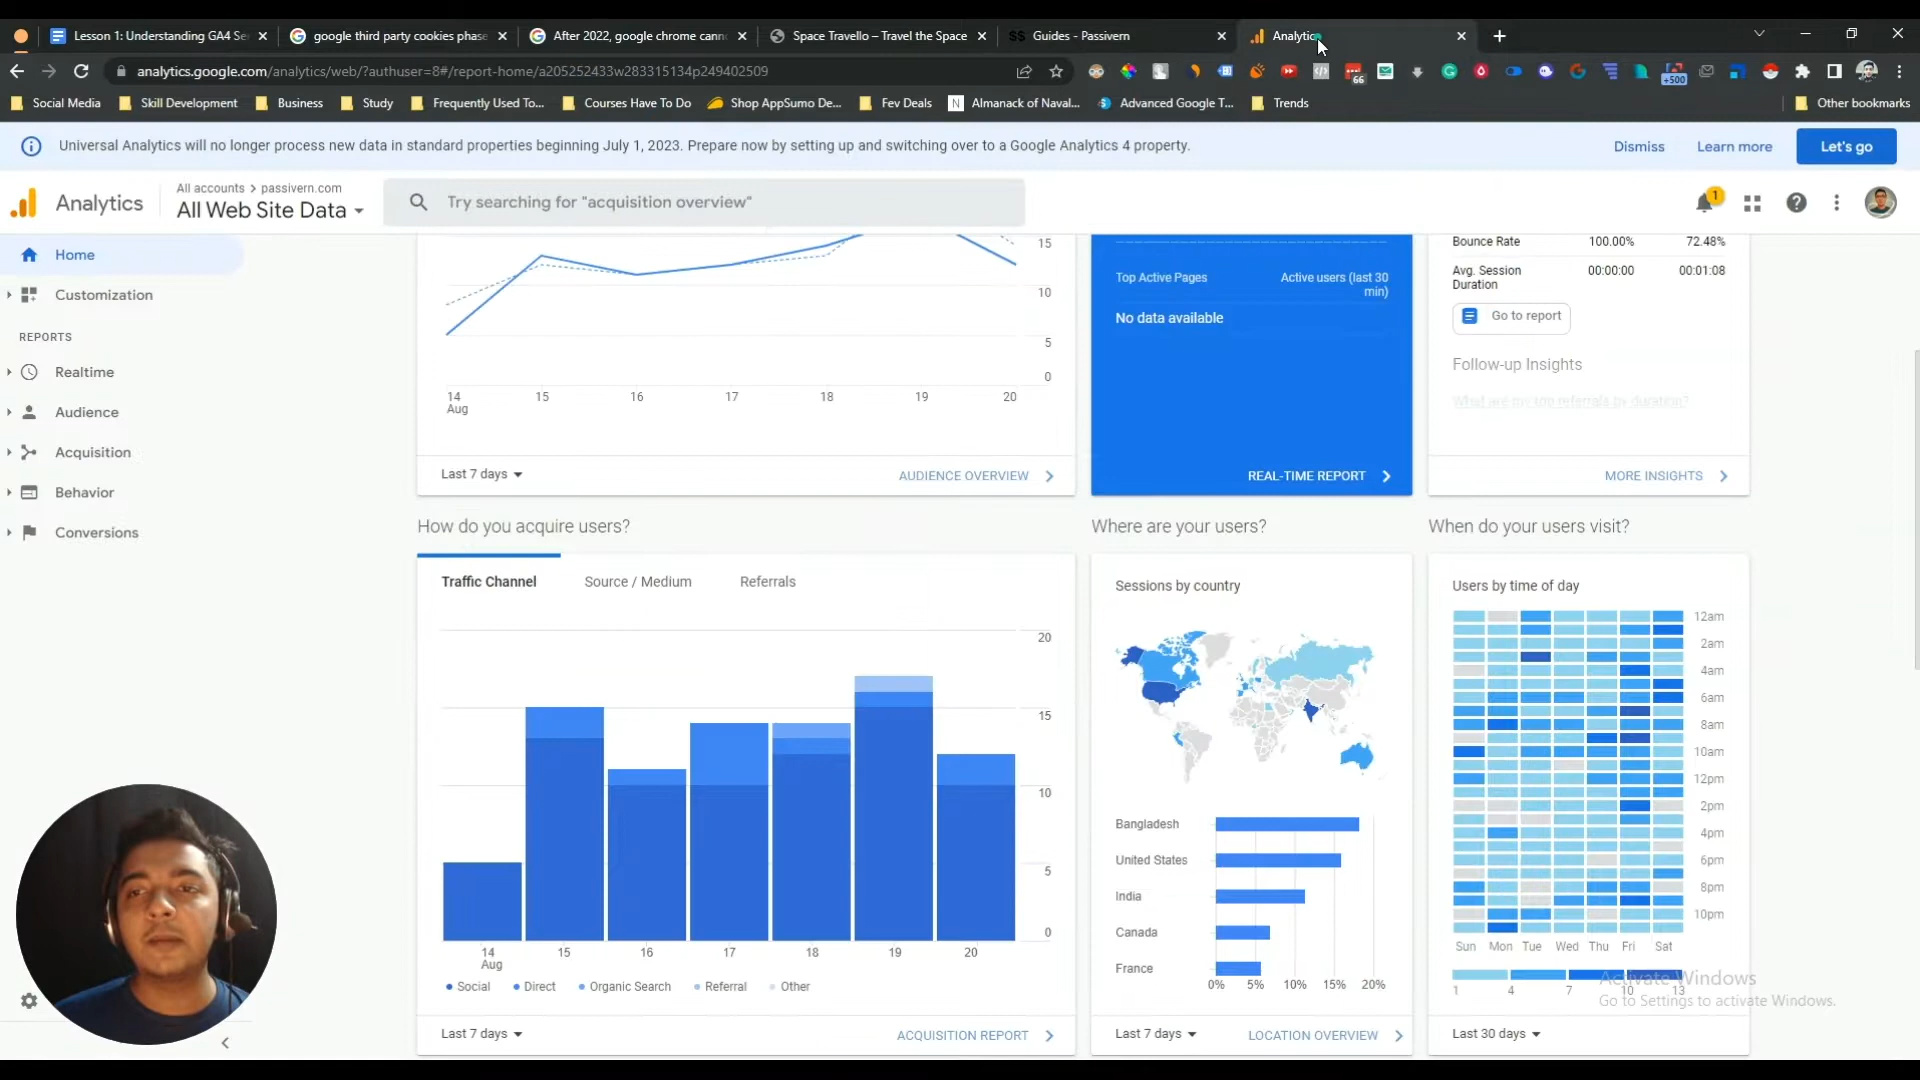 Lesson 1: Understanding GA4 Se
google third party cookies phase
After 2022, google chrome cann
Space Travello – Travel the Space
Guides - Passivern
Analytics
analytics.google.com/analytics/web/?authuser=8#/report-home/a205252433w283315134p249402509
66
+500
Social Media
Skill Development
Business
Study
Frequently Used To...
Courses Have To Do
Shop AppSumo De...
Fev Deals
Almanack of Naval...
Advanced Google T...
Trends
Other bookmarks
Universal Analytics will no longer process new data in standard properties beginning July 1, 2023. Prepare now by setting up and switching over to a Google Analytics 4 property.
Dismiss
Learn more
Let's go
Analytics
All accounts > passivern.com
All Web Site Data
Try searching for "acquisition overview"
1
Home
Customization
REPORTS
Realtime
Audience
Acquisition
Behavior
Conversions
15
10
5
0
14 15 16 17 18 19 20
Aug
Last 7 days
AUDIENCE OVERVIEW
Top Active Pages
Active users (last 30
min)
No data available
REAL-TIME REPORT
Bounce Rate 100.00% 72.48%
Avg. Session 00:00:00 00:01:08
Duration
Go to report
Follow-up Insights
What are my top referrals by duration?
MORE INSIGHTS
How do you acquire users?
Traffic Channel
Source / Medium
Referrals
20
15
10
5
0
14 15 16 17 18 19 20
Aug
Social
Direct
Organic Search
Referral
Other
Last 7 days
ACQUISITION REPORT
Where are your users?
Sessions by country
Bangladesh
United States
India
Canada
France
0% 5% 10% 15% 20%
Last 7 days
LOCATION OVERVIEW
When do your users visit?
Users by time of day
12am
2am
4am
6am
8am
10am
12pm
2pm
4pm
6pm
8pm
10pm
Sun Mon Tue Wed Thu Fri Sat
1 4 7 10 13
Last 30 days
Activate Windows
Go to Settings to activate Windows.